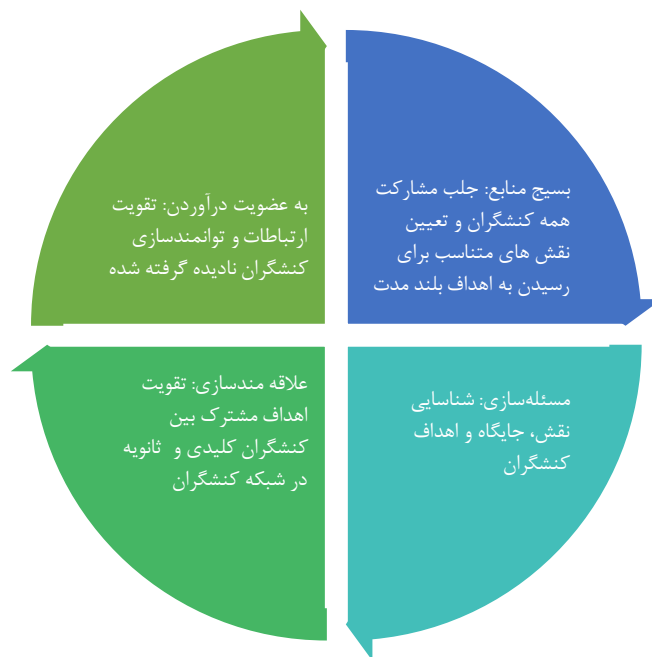 بسیج منابع: جلب مشارکت
همه کنشگران و تعیین
نقش های متناسب برای
رسیدن به اهداف بلند مدت
به عضویت درآوردن: تقویت
ارتباطات و توانمندسازی
کنشگران نادیده گرفته شده
مسئله‌سازی: شناسایی
نقش، جایگاه و اهداف
کنشگران
علاقه مندسازی: تقویت
اهداف مشترک بین
کنشگران کلیدی و ثانویه
در شبکه کنشگران